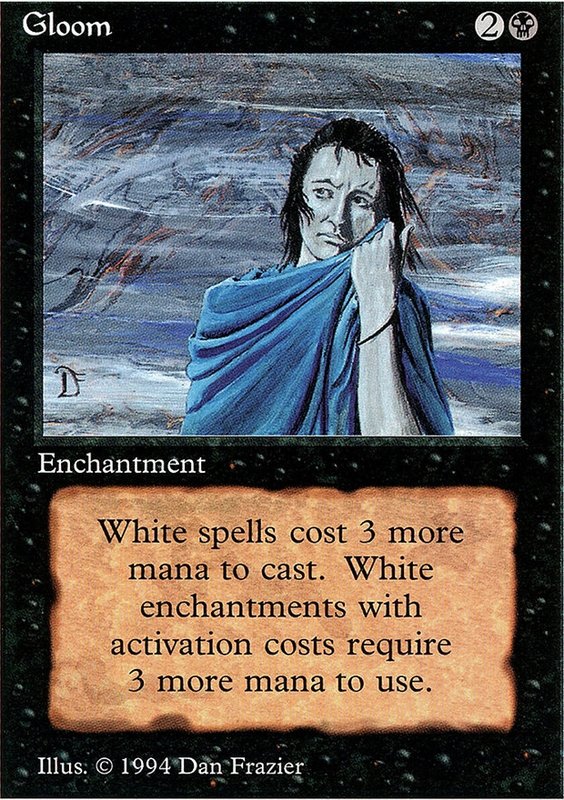 Gloom 2
DF
Enchantment
White spells cost 3 more
mana to cast. White
enchantments with
activation costs require
3 more mana to use.
Illus. © 1994 Dan Frazier